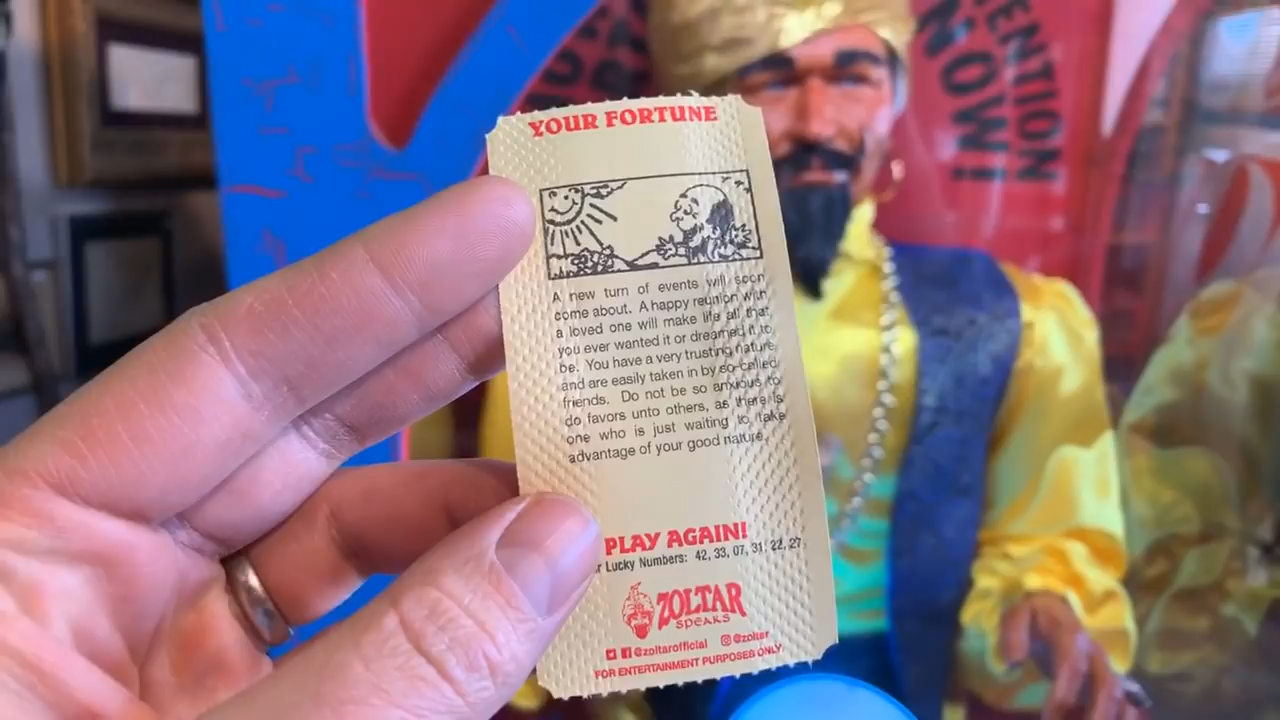 YOUR FORTUNE
A new turn of events will soon
come about. A happy reunion with
a loved one will make life all that
you ever wanted it or dreamed it to
be. You have a very trusting nature
and are easily taken in by so-called
friends. Do not be so anxious to
do favors unto others, as there is
one who is just waiting to take
advantage of your good nature.
PLAY AGAIN!
Lucky Numbers: 42, 33, 07, 31, 22, 27
ZOLTAR
SPEAKS
@zoltarofficial @zoltar
FOR ENTERTAINMENT PURPOSES ONLY
NOW!